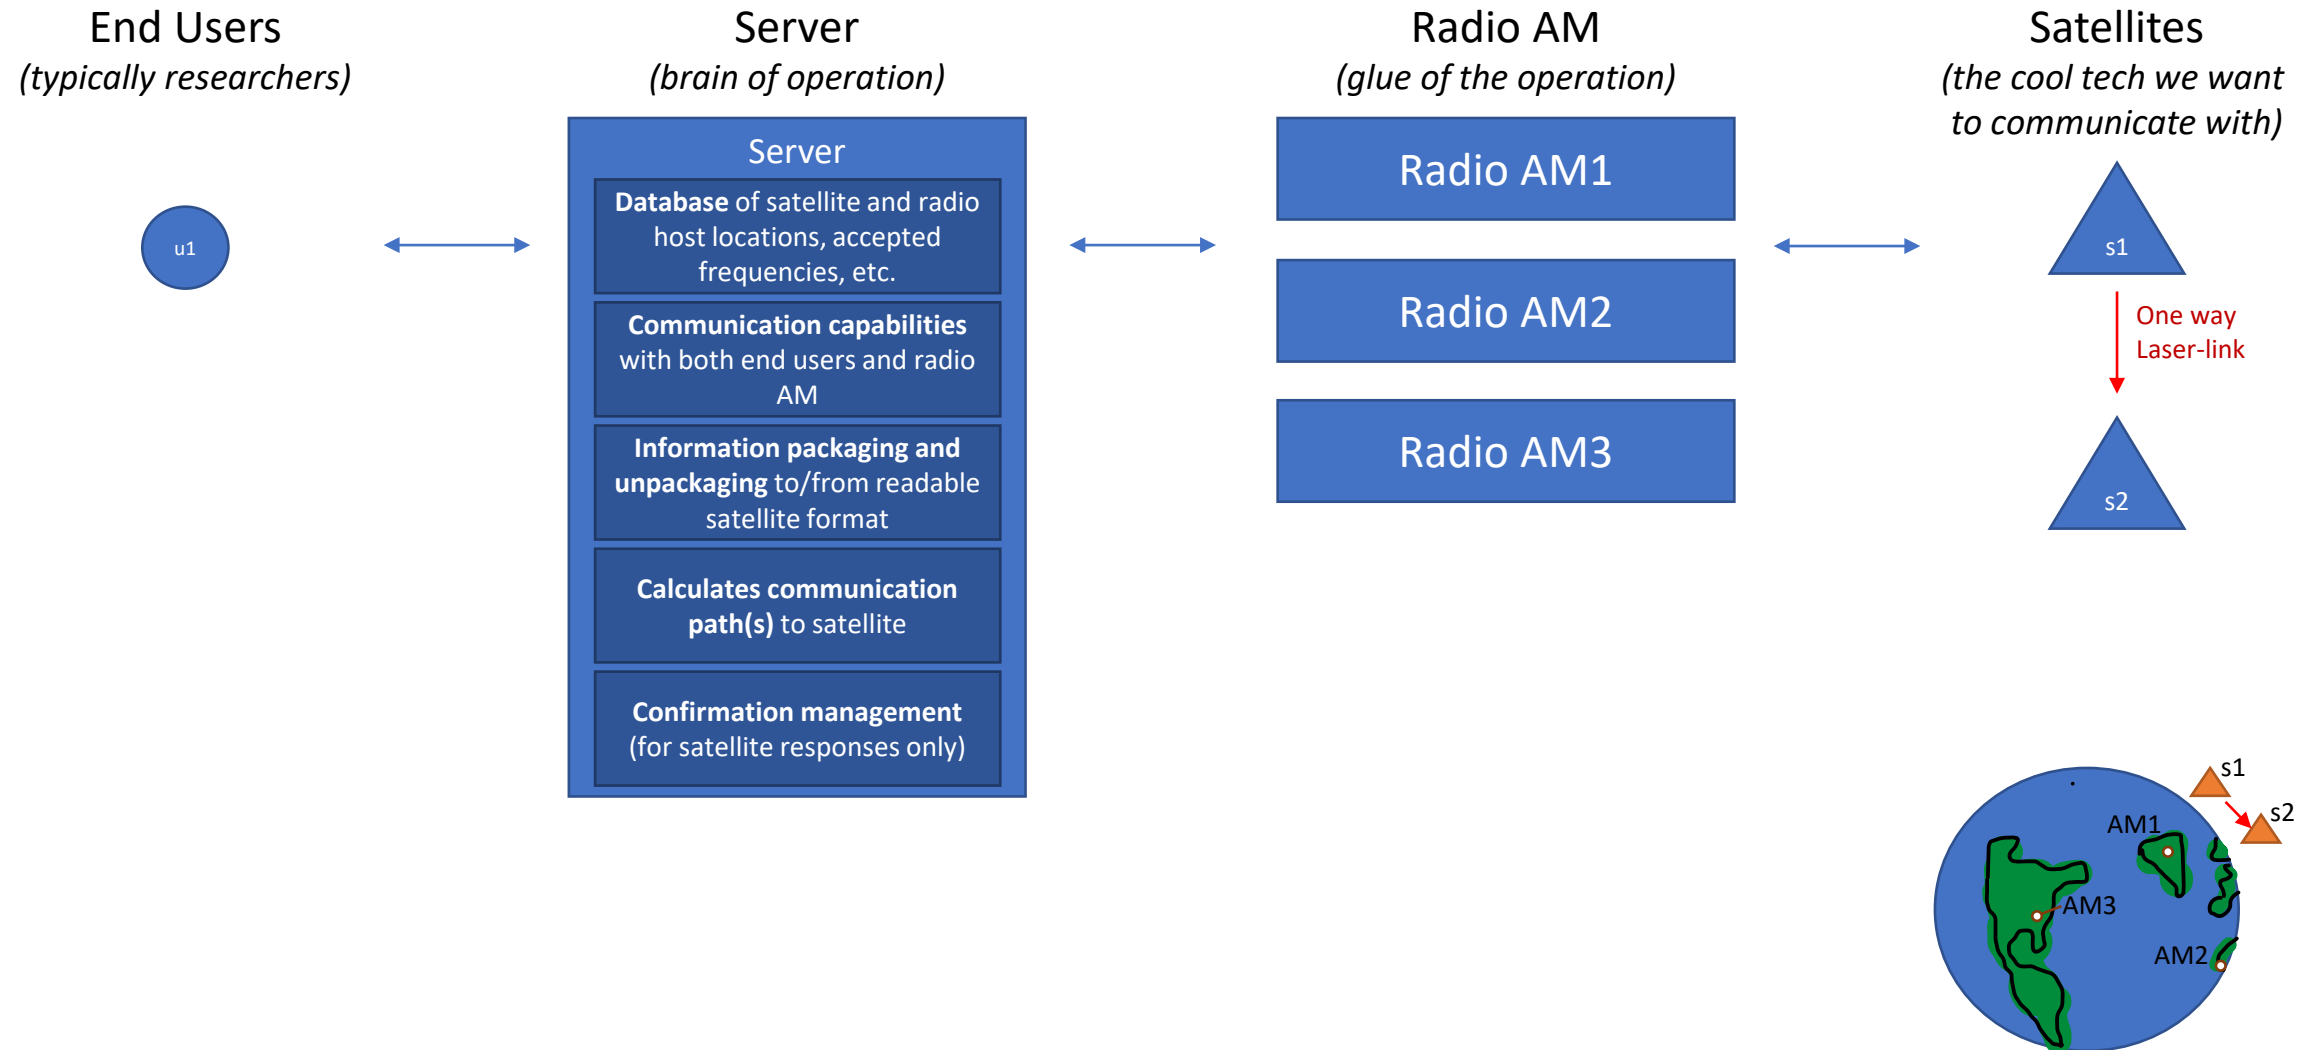 End Users
(typically researchers)
Server
(brain of operation)
Radio AM
(glue of the operation)
Satellites
(the cool tech we want
to communicate with)
u1
Server
Database of satellite and radio
host locations, accepted
frequencies, etc.
Communication capabilities
with both end users and radio
AM
Information packaging and
unpackaging to/from readable
satellite format
Calculates communication
path(s) to satellite
Confirmation management
(for satellite responses only)
Radio AM1
Radio AM2
Radio AM3
s1
One way
Laser-link
s2
s1
s2
AM1
AM3
AM2